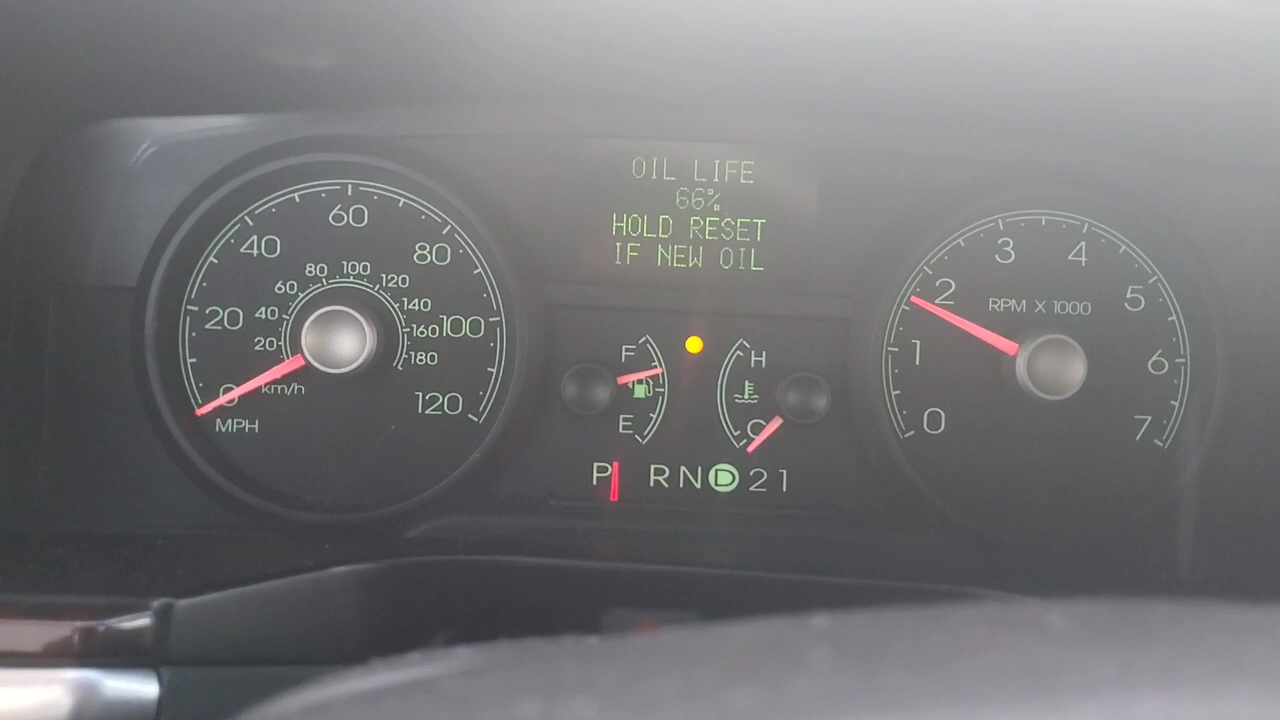 OIL LIFE
66%
HOLD RESET
IF NEW OIL
0 20 40 60 80 100 120
20 40 60 80 100 120 140 160 180
km/h
MPH
F
E
H
C
P R N D 2 1
0 1 2 3 4 5 6 7
RPM X 1000